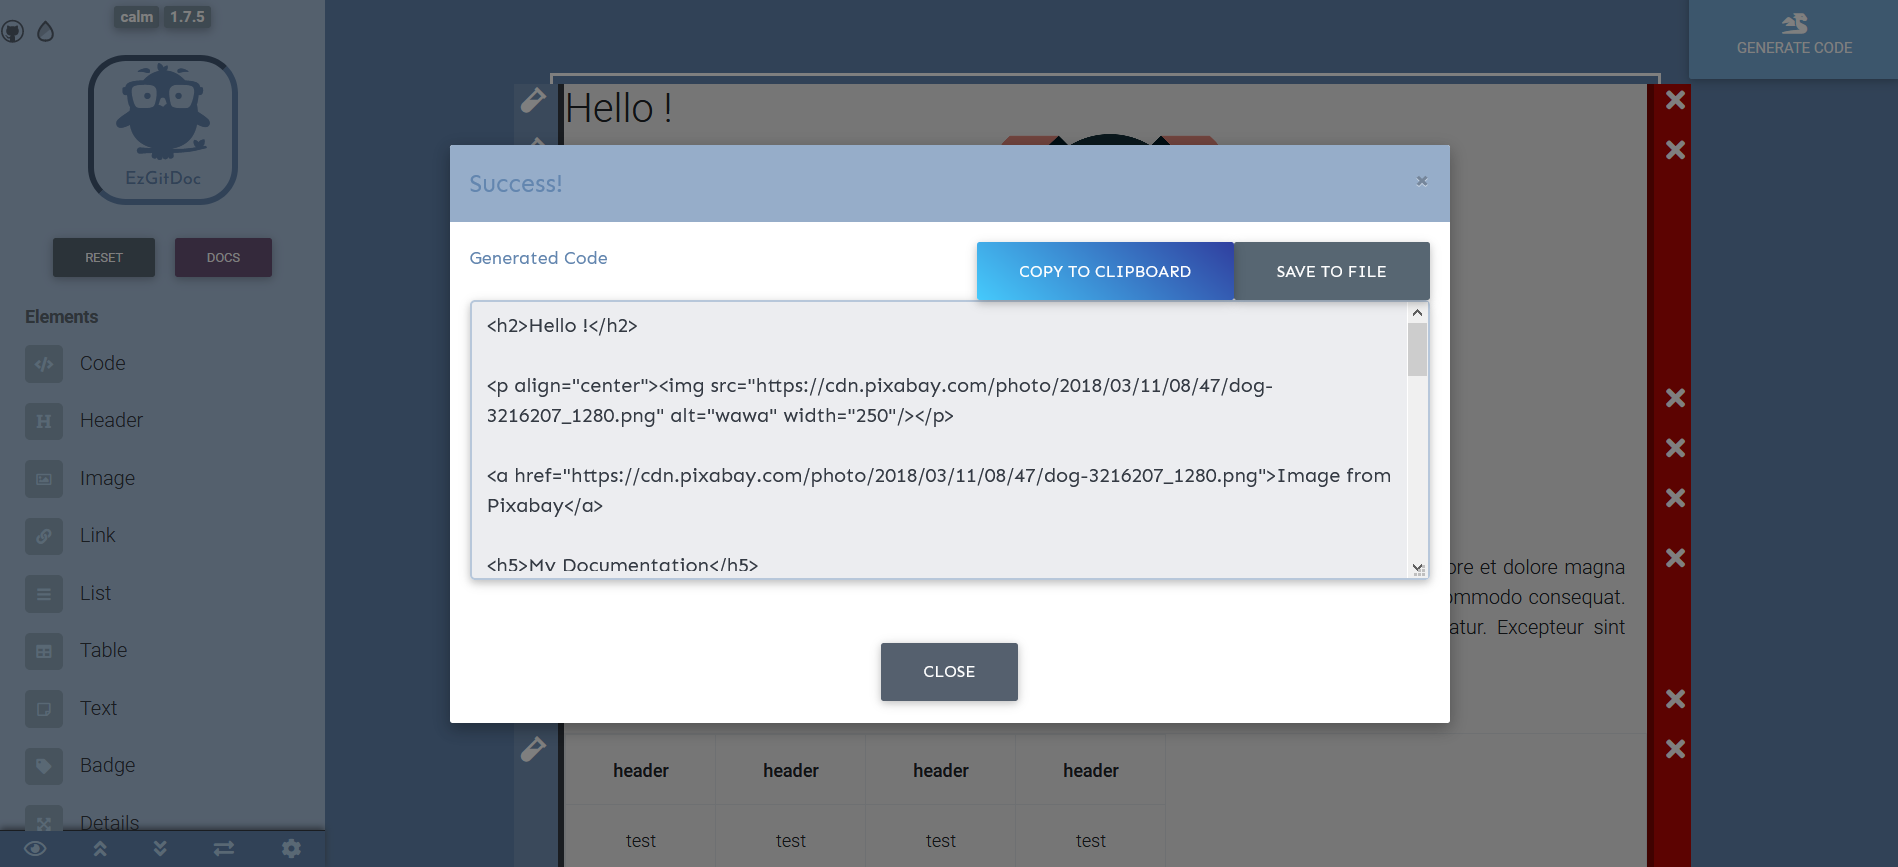 calm 1.7.5
EzGitDoc
RESET
DOCS
Elements
Code
Header
Image
Link
List
Table
Text
Badge
Details
GENERATE CODE
Hello !
Success!
×
Generated Code
COPY TO CLIPBOARD
SAVE TO FILE
<h2>Hello !</h2>
<p align="center"><img src="https://cdn.pixabay.com/photo/2018/03/11/08/47/dog-
3216207_1280.png" alt="wawa" width="250"/></p>
<a href="https://cdn.pixabay.com/photo/2018/03/11/08/47/dog-3216207_1280.png">Image from
Pixabay</a>
<h5>My Documentation</h5>
CLOSE
et dolore magna
consequat.
Excepteur sint
header header header header
test test test test